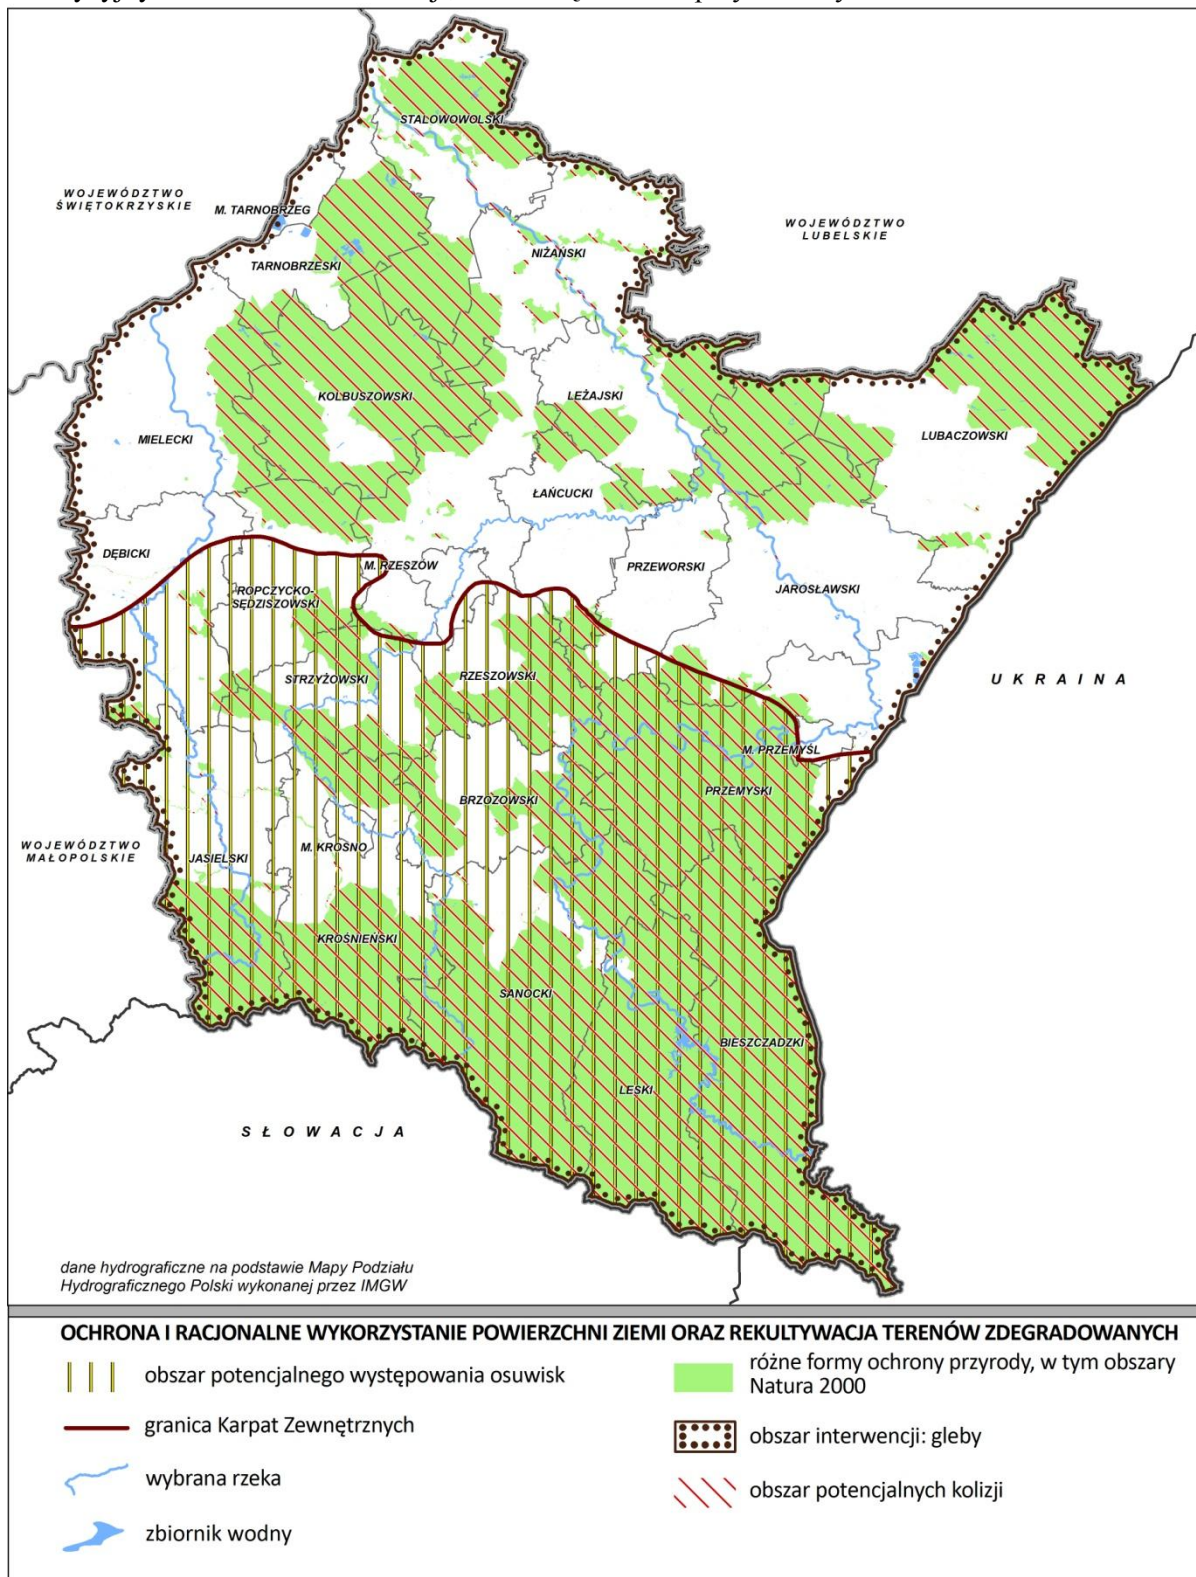 STALOWOWOLSKI
WOJEWÓDZTWO
ŚWIĘTOKRZYSKIE
M. TARNOBRZEG
WOJEWÓDZTWO
LUBELSKIE
NIŻAŃSKI
TARNOBRZESKI
KOLBUSZOWSKI
LEŻAJSKI
MIELECKI
LUBACZOWSKI
ŁAŃCUCKI
DĘBICKI
M. RZESZÓW
PRZEWORSKI
JAROSŁAWSKI
ROPCZYCKO-
SĘDZISZOWSKI
STRZYŻOWSKI
RZESZOWSKI
UKRAINA
M. PRZEMYŚL
PRZEMYSKI
BRZOZOWSKI
WOJEWÓDZTWO
MAŁOPOLSKIE
JASIELSKI
M. KROSNO
KROŚNIEŃSKI
SANOCKI
BIESZCZADZKI
LESKI
SŁOWACJA
dane hydrograficzne na podstawie Mapy Podziału
Hydrograficznego Polski wykonanej przez IMGW
OCHRONA I RACJONALNE WYKORZYSTANIE POWIERZCHNI ZIEMI ORAZ REKULTYWACJA TERENÓW ZDEGRADOWANYCH
obszar potencjalnego występowania osuwisk
granica Karpat Zewnętrznych
wybrana rzeka
zbiornik wodny
różne formy ochrony przyrody, w tym obszary
Natura 2000
obszar interwencji: gleby
obszar potencjalnych kolizji